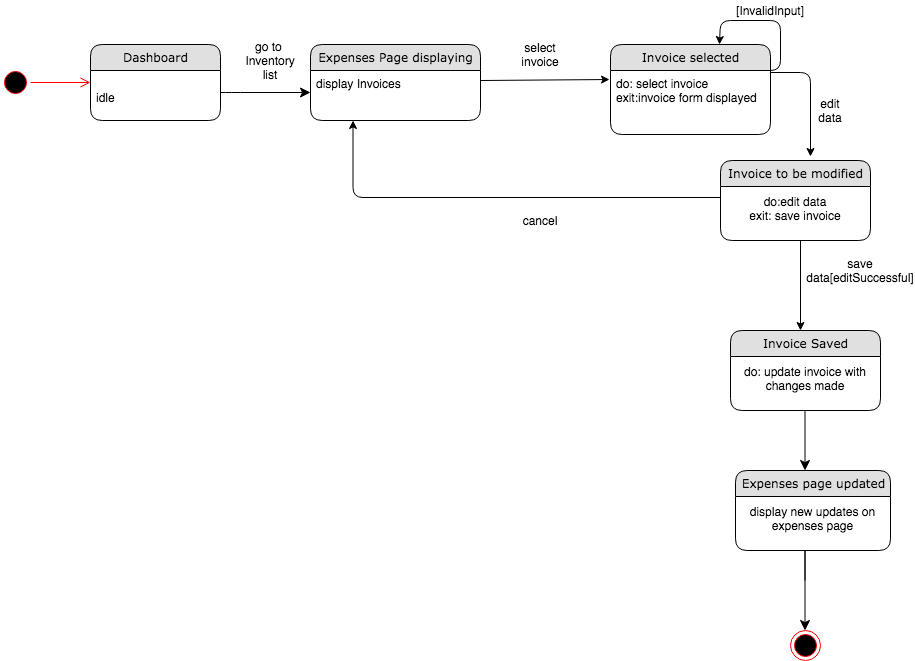 [InvalidInput]
Dashboard
idle
go to
Inventory
list
Expenses Page displaying
display Invoices
select
invoice
Invoice selected
do: select invoice
exit:invoice form displayed
edit
data
Invoice to be modified
do:edit data
exit: save invoice
cancel
save
data[editSuccessful]
Invoice Saved
do: update invoice with
changes made
Expenses page updated
display new updates on
expenses page